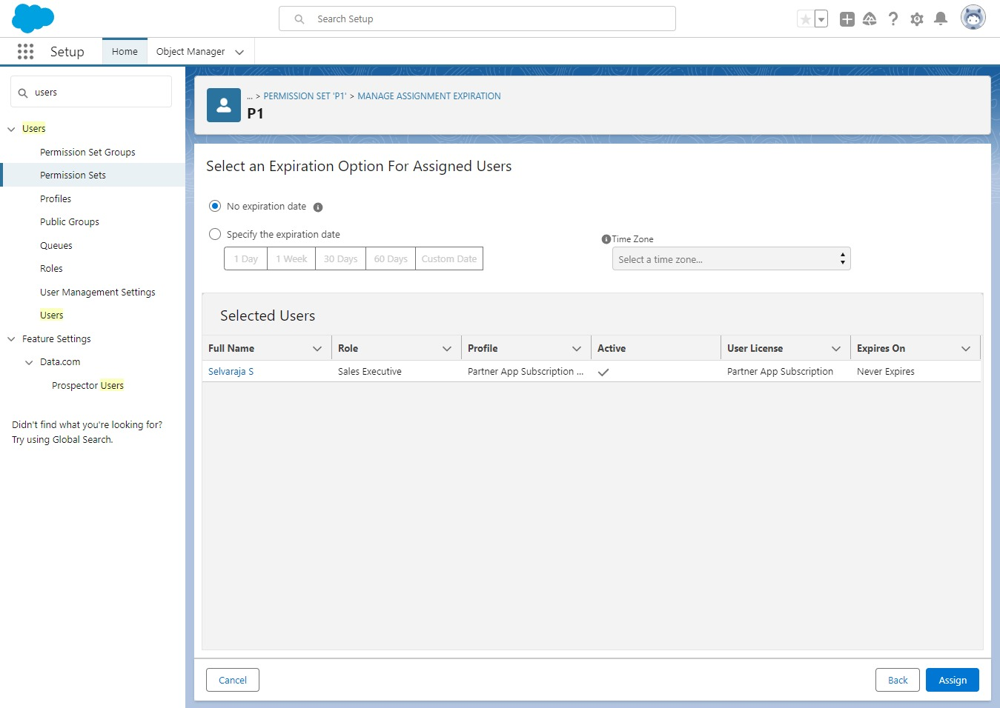 Search Setup
Setup
Home
Object Manager
users
Users
Permission Set Groups
Permission Sets
Profiles
Public Groups
Queues
Roles
User Management Settings
Users
Feature Settings
Data.com
Prospector Users
Didn't find what you're looking for?
Try using Global Search.
... > PERMISSION SET 'P1' > MANAGE ASSIGNMENT EXPIRATION
P1
Select an Expiration Option For Assigned Users
No expiration date
Specify the expiration date
1 Day 1 Week 30 Days 60 Days Custom Date
Time Zone
Select a time zone...
Selected Users
Full Name Role Profile Active User License Expires On
Selvaraja S Sales Executive Partner App Subscription ... Partner App Subscription Never Expires
Cancel Back Assign